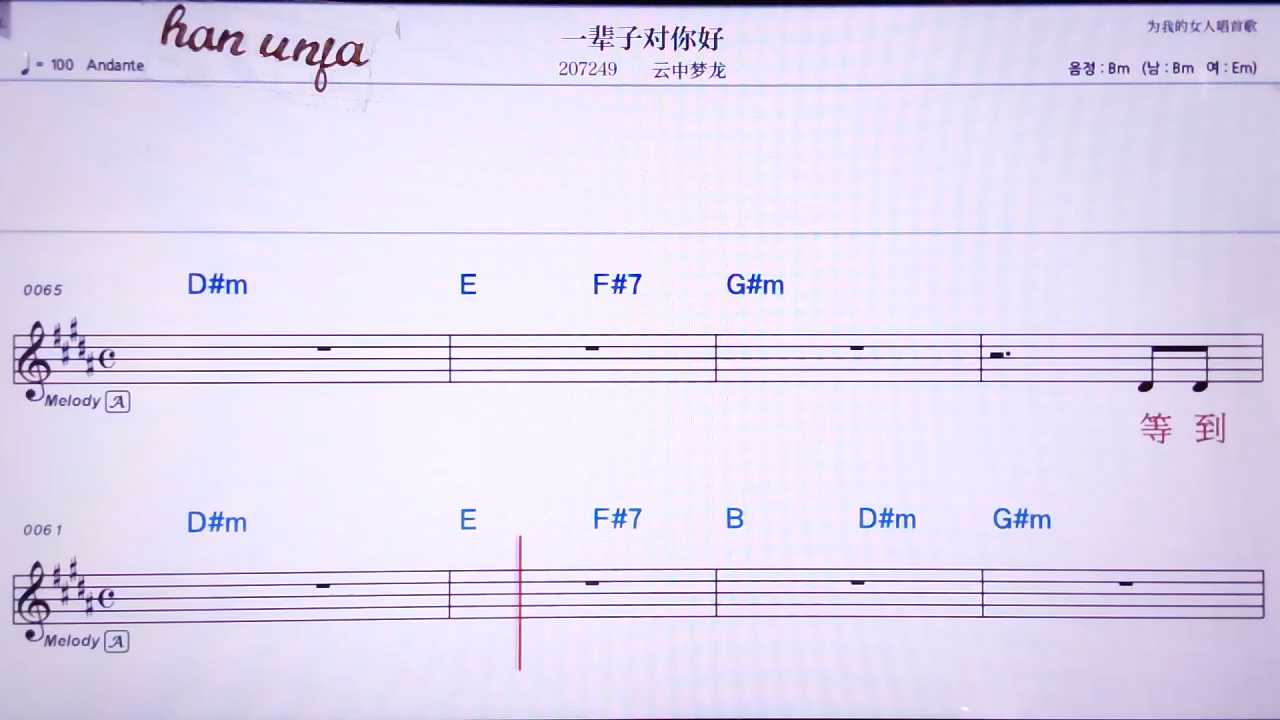 han unfa
一辈子对你好
为我的女人唱首歌
♩ = 100 Andante
207249 云中梦龙
음정 : Bm (남 : Bm 여 : Em)
0065 D#m E F#7 G#m
Melody A
等 到
0061 D#m E F#7 B D#m G#m
Melody A